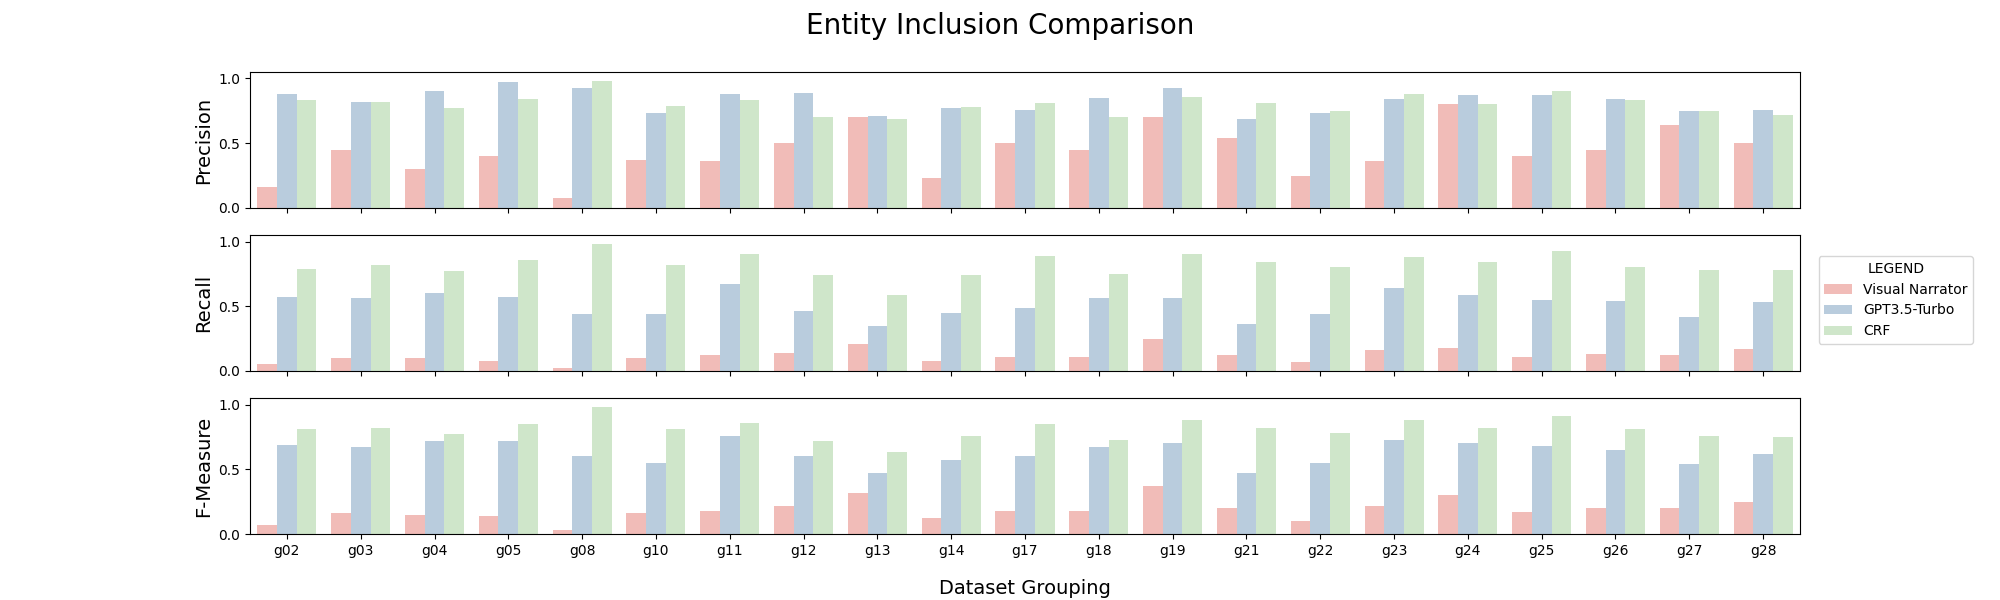 Entity Inclusion Comparison
Precision
1.0
0.5
0.0
Recall
1.0
0.5
0.0
F-Measure
1.0
0.5
0.0
g02 g03 g04 g05 g08 g10 g11 g12 g13 g14 g17 g18 g19 g21 g22 g23 g24 g25 g26 g27 g28
Dataset Grouping
LEGEND
Visual Narrator
GPT3.5-Turbo
CRF